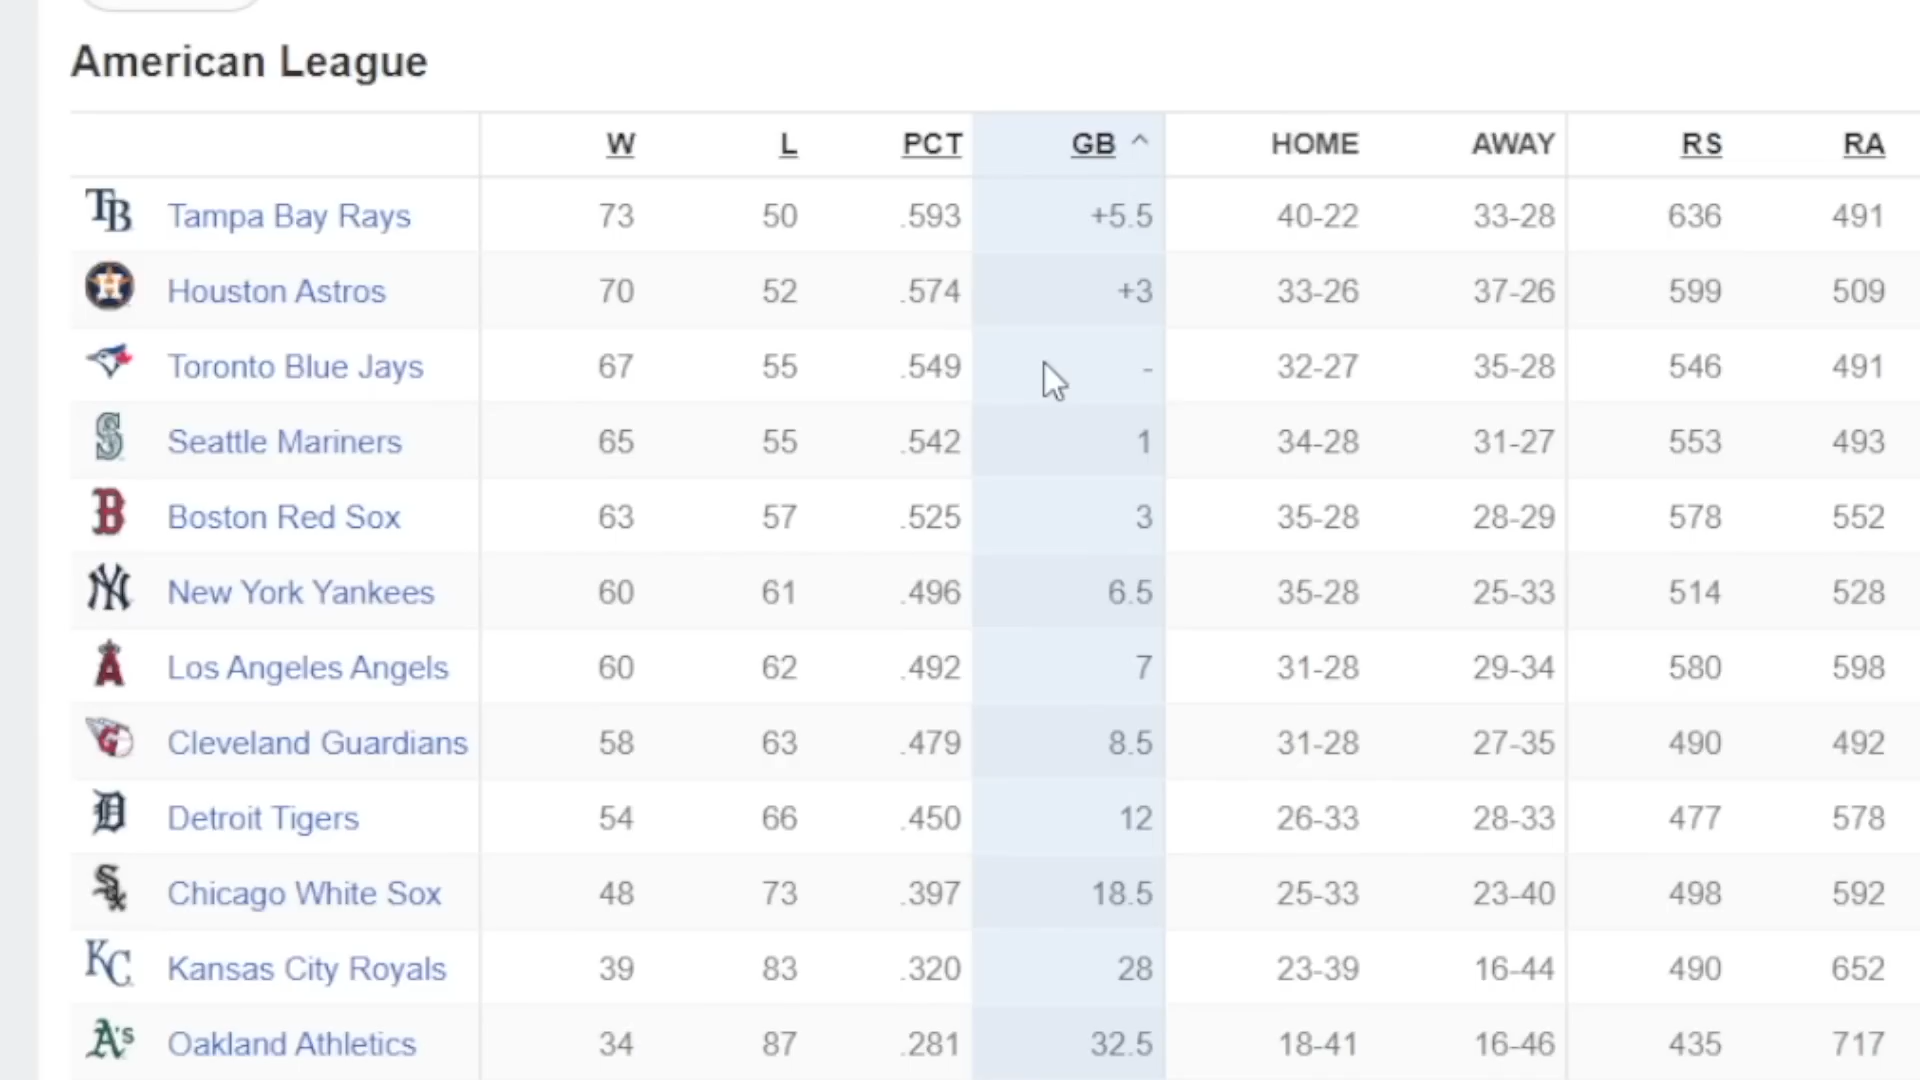 American League
W L PCT GB HOME AWAY RS RA
TB Tampa Bay Rays 73 50 .593 +5.5 40-22 33-28 636 491
H Houston Astros 70 52 .574 +3 33-26 37-26 599 509
Toronto Blue Jays 67 55 .549 - 32-27 35-28 546 491
S Seattle Mariners 65 55 .542 1 34-28 31-27 553 493
B Boston Red Sox 63 57 .525 3 35-28 28-29 578 552
NY New York Yankees 60 61 .496 6.5 35-28 25-33 514 528
A Los Angeles Angels 60 62 .492 7 31-28 29-34 580 598
G Cleveland Guardians 58 63 .479 8.5 31-28 27-35 490 492
D Detroit Tigers 54 66 .450 12 26-33 28-33 477 578
Sox Chicago White Sox 48 73 .397 18.5 25-33 23-40 498 592
KC Kansas City Royals 39 83 .320 28 23-39 16-44 490 652
A's Oakland Athletics 34 87 .281 32.5 18-41 16-46 435 717